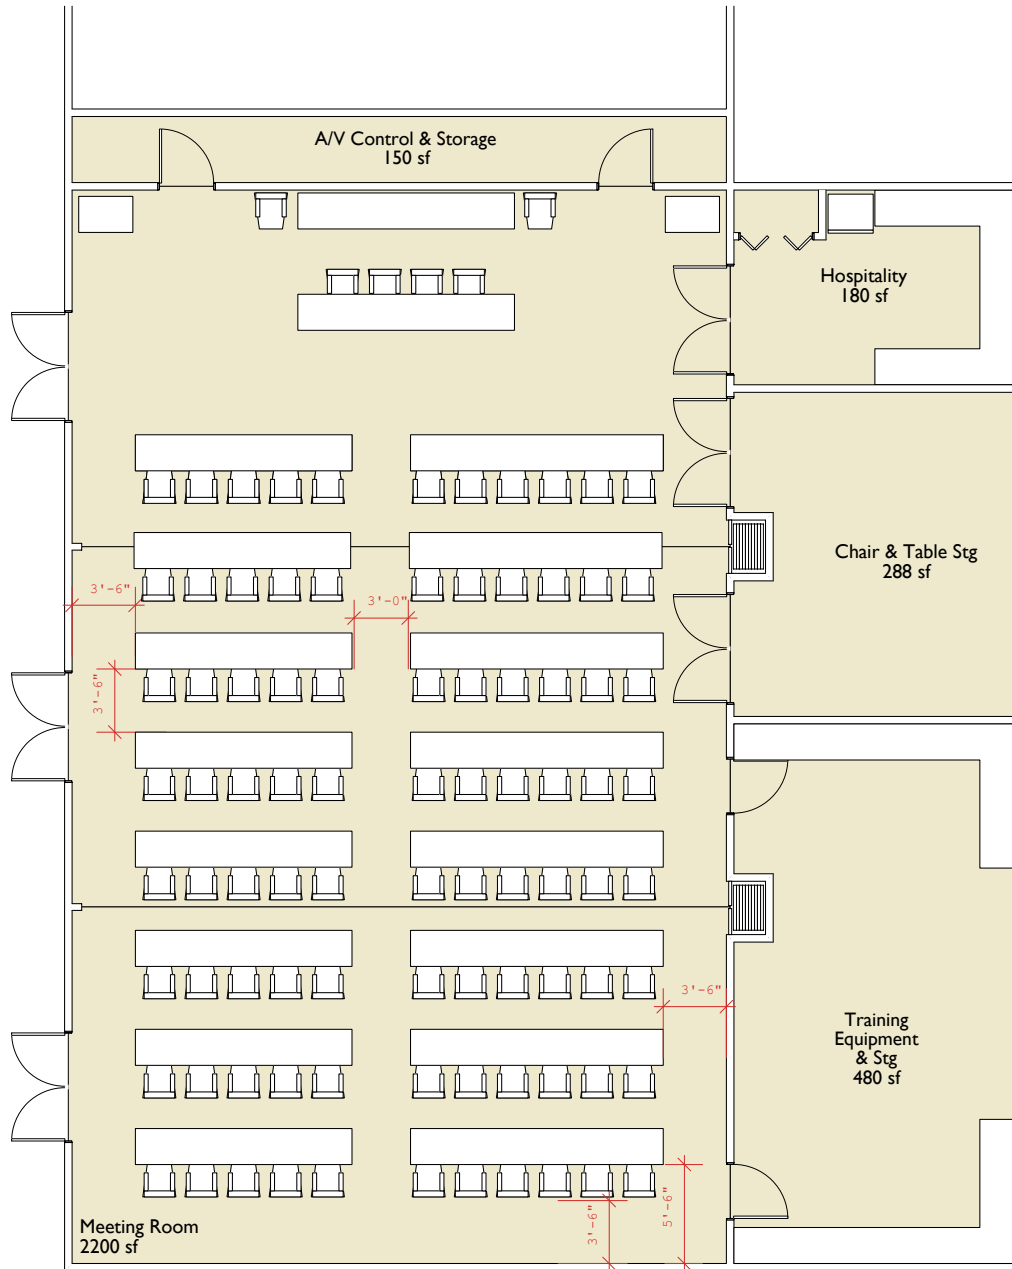 A/V Control & Storage
150 sf
Hospitality
180 sf
Chair & Table Stg
288 sf
3'-6"
3'-0"
3'-6"
3'-6"
Training
Equipment
& Stg
480 sf
3'-6"
5'-6"
Meeting Room
2200 sf